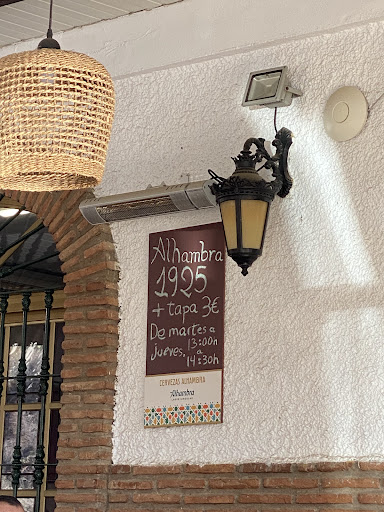 Alhambra
1925
+ tapa 3€
De martes a
jueves, 13:00h
a
14:30h
CERVEZAS ALHAMBRA
Alhambra